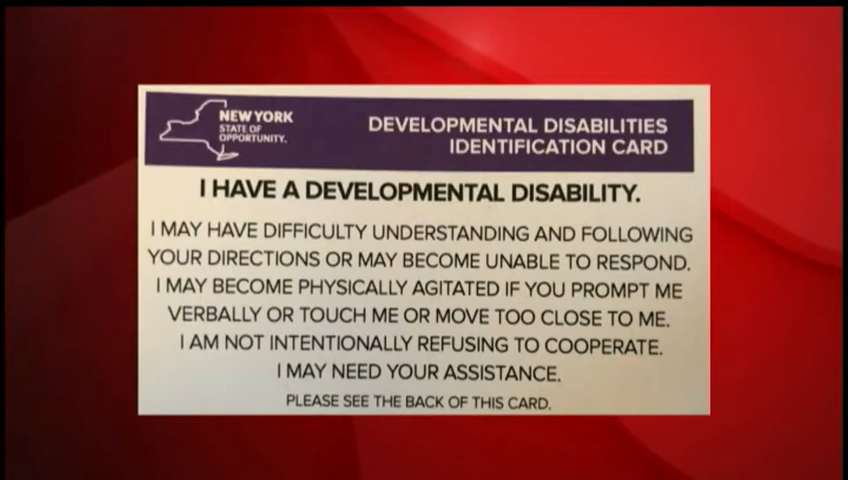 NEW YORK
STATE OF
OPPORTUNITY.
DEVELOPMENTAL DISABILITIES
IDENTIFICATION CARD
I HAVE A DEVELOPMENTAL DISABILITY.
I MAY HAVE DIFFICULTY UNDERSTANDING AND FOLLOWING
YOUR DIRECTIONS OR MAY BECOME UNABLE TO RESPOND.
I MAY BECOME PHYSICALLY AGITATED IF YOU PROMPT ME
VERBALLY OR TOUCH ME OR MOVE TOO CLOSE TO ME.
I AM NOT INTENTIONALLY REFUSING TO COOPERATE.
I MAY NEED YOUR ASSISTANCE.
PLEASE SEE THE BACK OF THIS CARD.